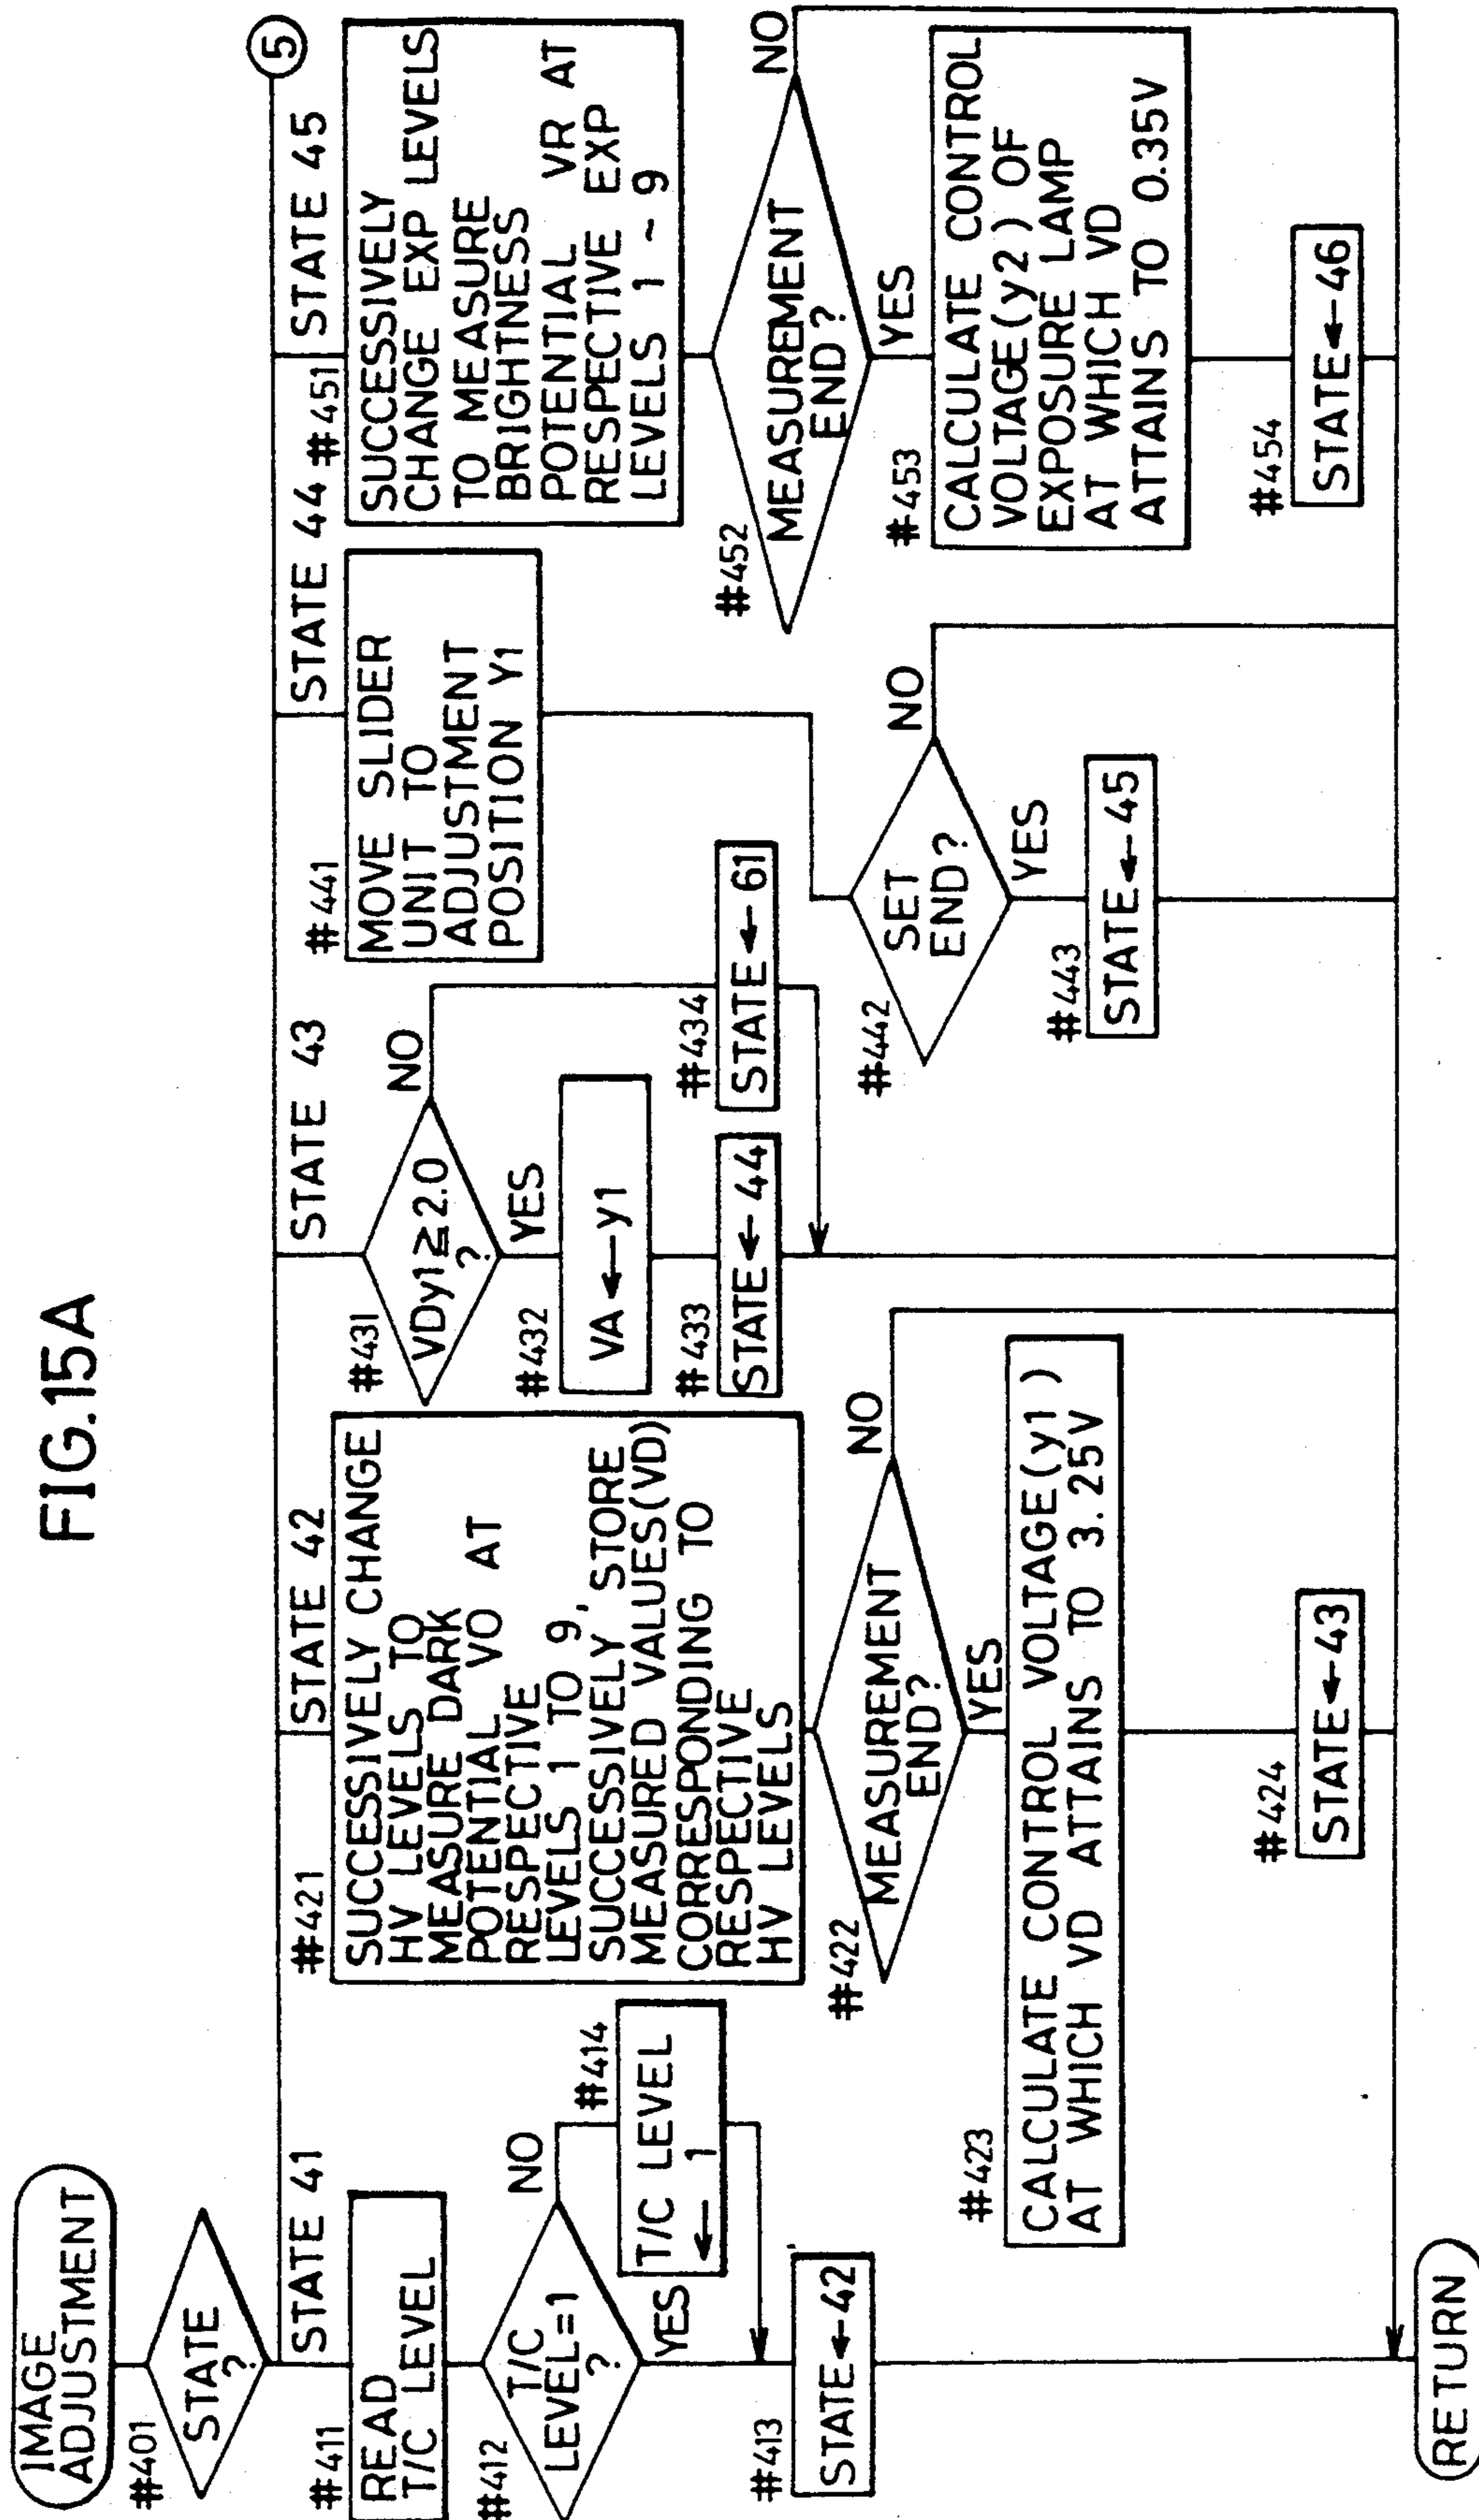 FIG.15A
IMAGE
ADJUSTMENT
#401
STATE
?
STATE 41
#411
READ
T/C LEVEL
#412
T/C
LEVEL=1
?
NO
YES
#414
T/C LEVEL
← 1
#413
STATE←42
STATE 42
#421
SUCCESSIVELY CHANGE
HV LEVELS TO
MEASURE DARK
POTENTIAL VO AT
RESPECTIVE
LEVELS 1 TO 9,
SUCCESSIVELY STORE
MEASURED VALUES(VD)
CORRESPONDING TO
RESPECTIVE
HV LEVELS
#422
MEASUREMENT
END?
NO
YES
#423
CALCULATE CONTROL VOLTAGE(y1)
AT WHICH VD ATTAINS TO 3.25V
#424
STATE←43
STATE 43
#431
VDy1≧2.0
?
NO
YES
#432
VA←y1
#433
STATE←44
#434
STATE←61
STATE 44
#441
MOVE SLIDER
UNIT TO
ADJUSTMENT
POSITION Y1
#442
SET
END?
NO
YES
#443
STATE←45
STATE 45
#451
SUCCESSIVELY
CHANGE EXP LEVELS
TO MEASURE
BRIGHTNESS
POTENTIAL VR AT
RESPECTIVE EXP
LEVELS 1 ~ 9
#452
MEASUREMENT
END?
NO
YES
#453
CALCULATE CONTROL
VOLTAGE(y2) OF
EXPOSURE LAMP
AT WHICH VD
ATTAINS TO 0.35V
#454
STATE←46
5
RETURN